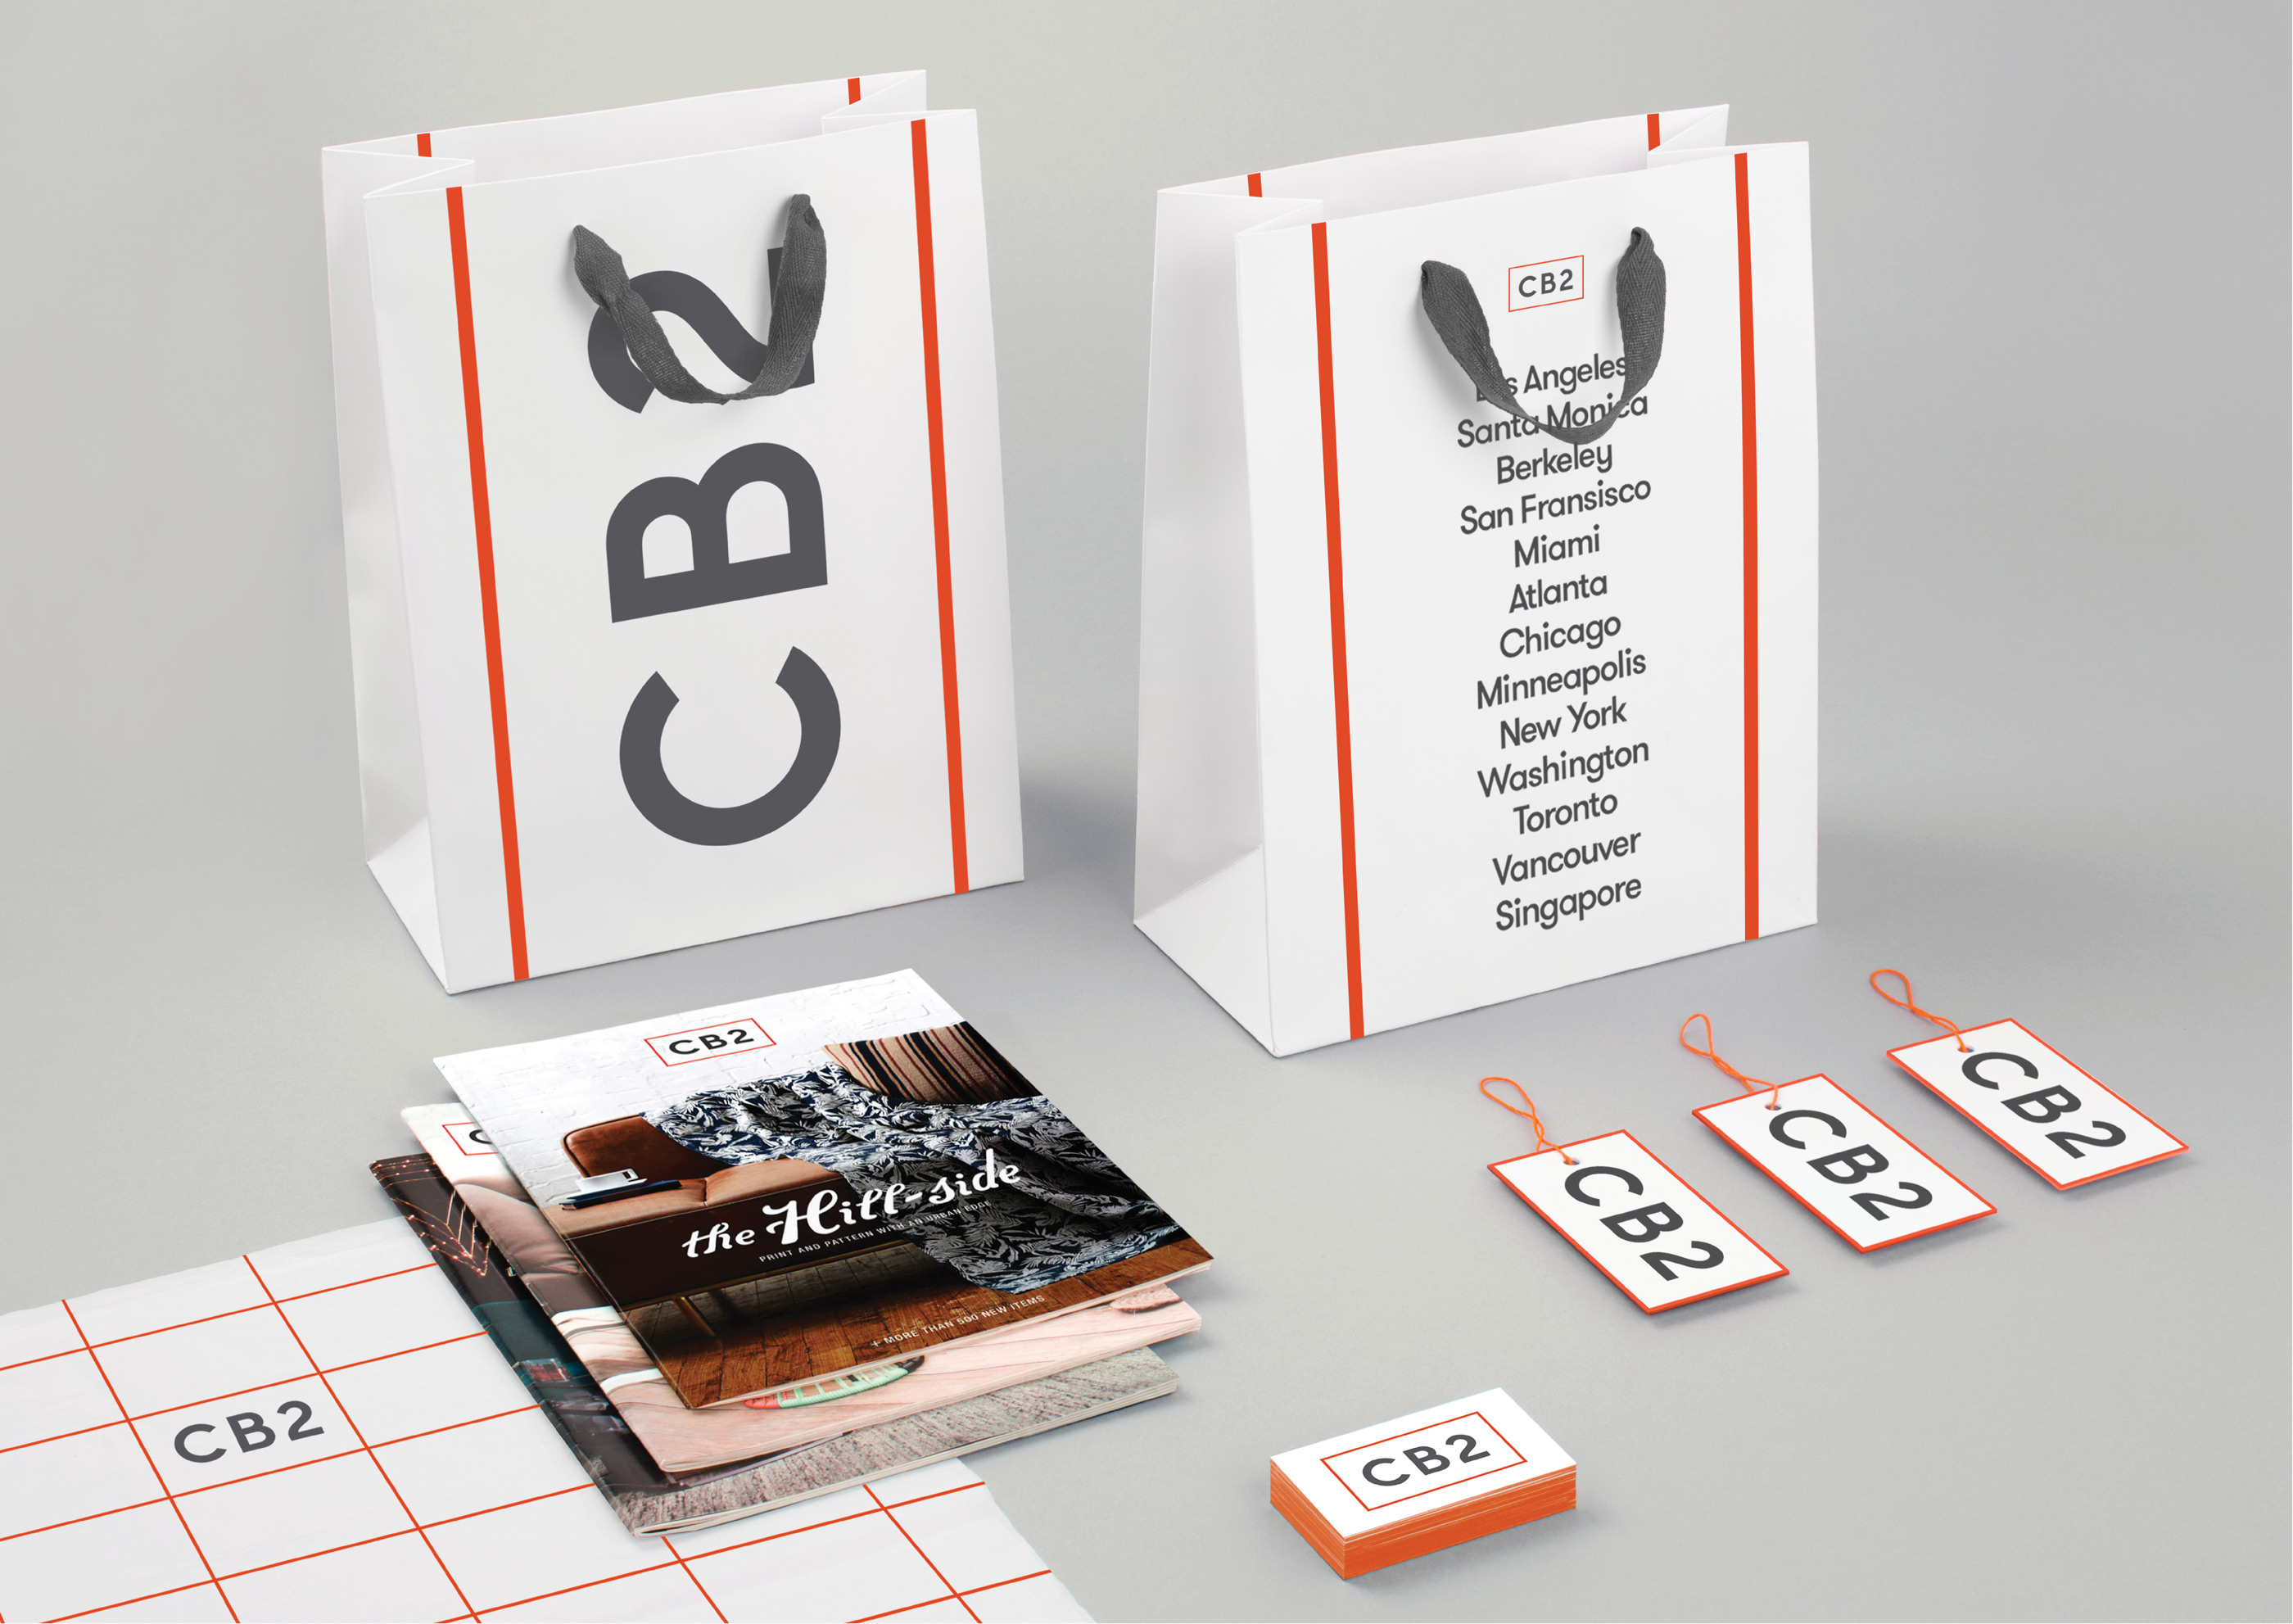 CB2
CB2
Los Angeles
Santa Monica
Berkeley
San Fransisco
Miami
Atlanta
Chicago
Minneapolis
New York
Washington
Toronto
Vancouver
Singapore
CB2
the Hill-side
PRINT AND PATTERN WITH AN URBAN EDGE
+ MORE THAN 500 NEW ITEMS
CB2
CB2
CB2
CB2
CB2